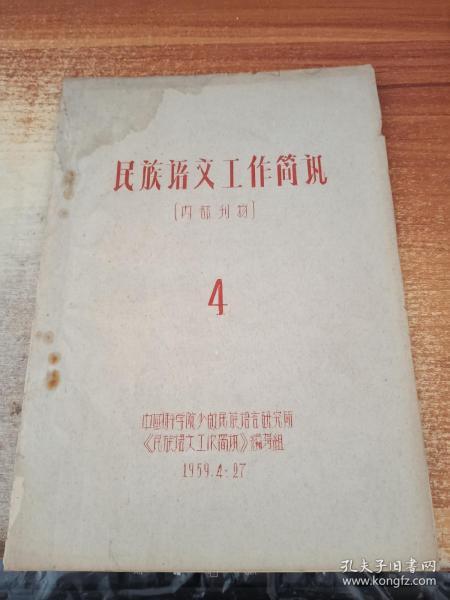 民族语文工作简讯
[内部刊物]
4
中国科学院少数民族语言研究所
《民族语文工作简讯》编写组
1959.4.27
孔夫子旧书网
www.kongfz.com